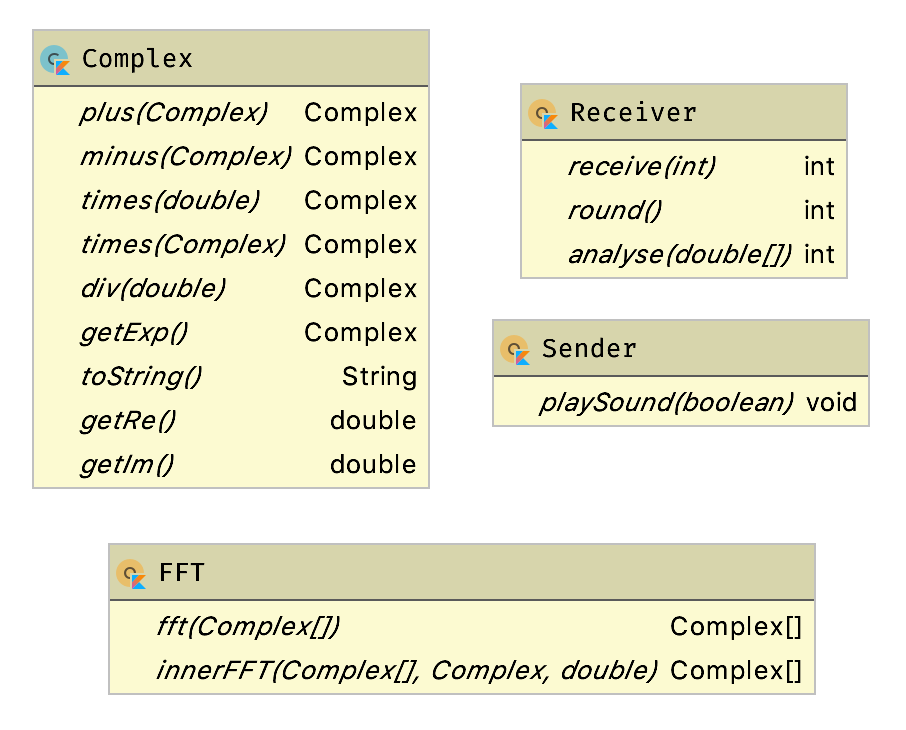 Complex
plus(Complex) Complex
minus(Complex) Complex
times(double) Complex
times(Complex) Complex
div(double) Complex
getExp() Complex
toString() String
getRe() double
getIm() double
Receiver
receive(int) int
round() int
analyse(double[]) int
Sender
playSound(boolean) void
FFT
fft(Complex[]) Complex[]
innerFFT(Complex[], Complex, double) Complex[]